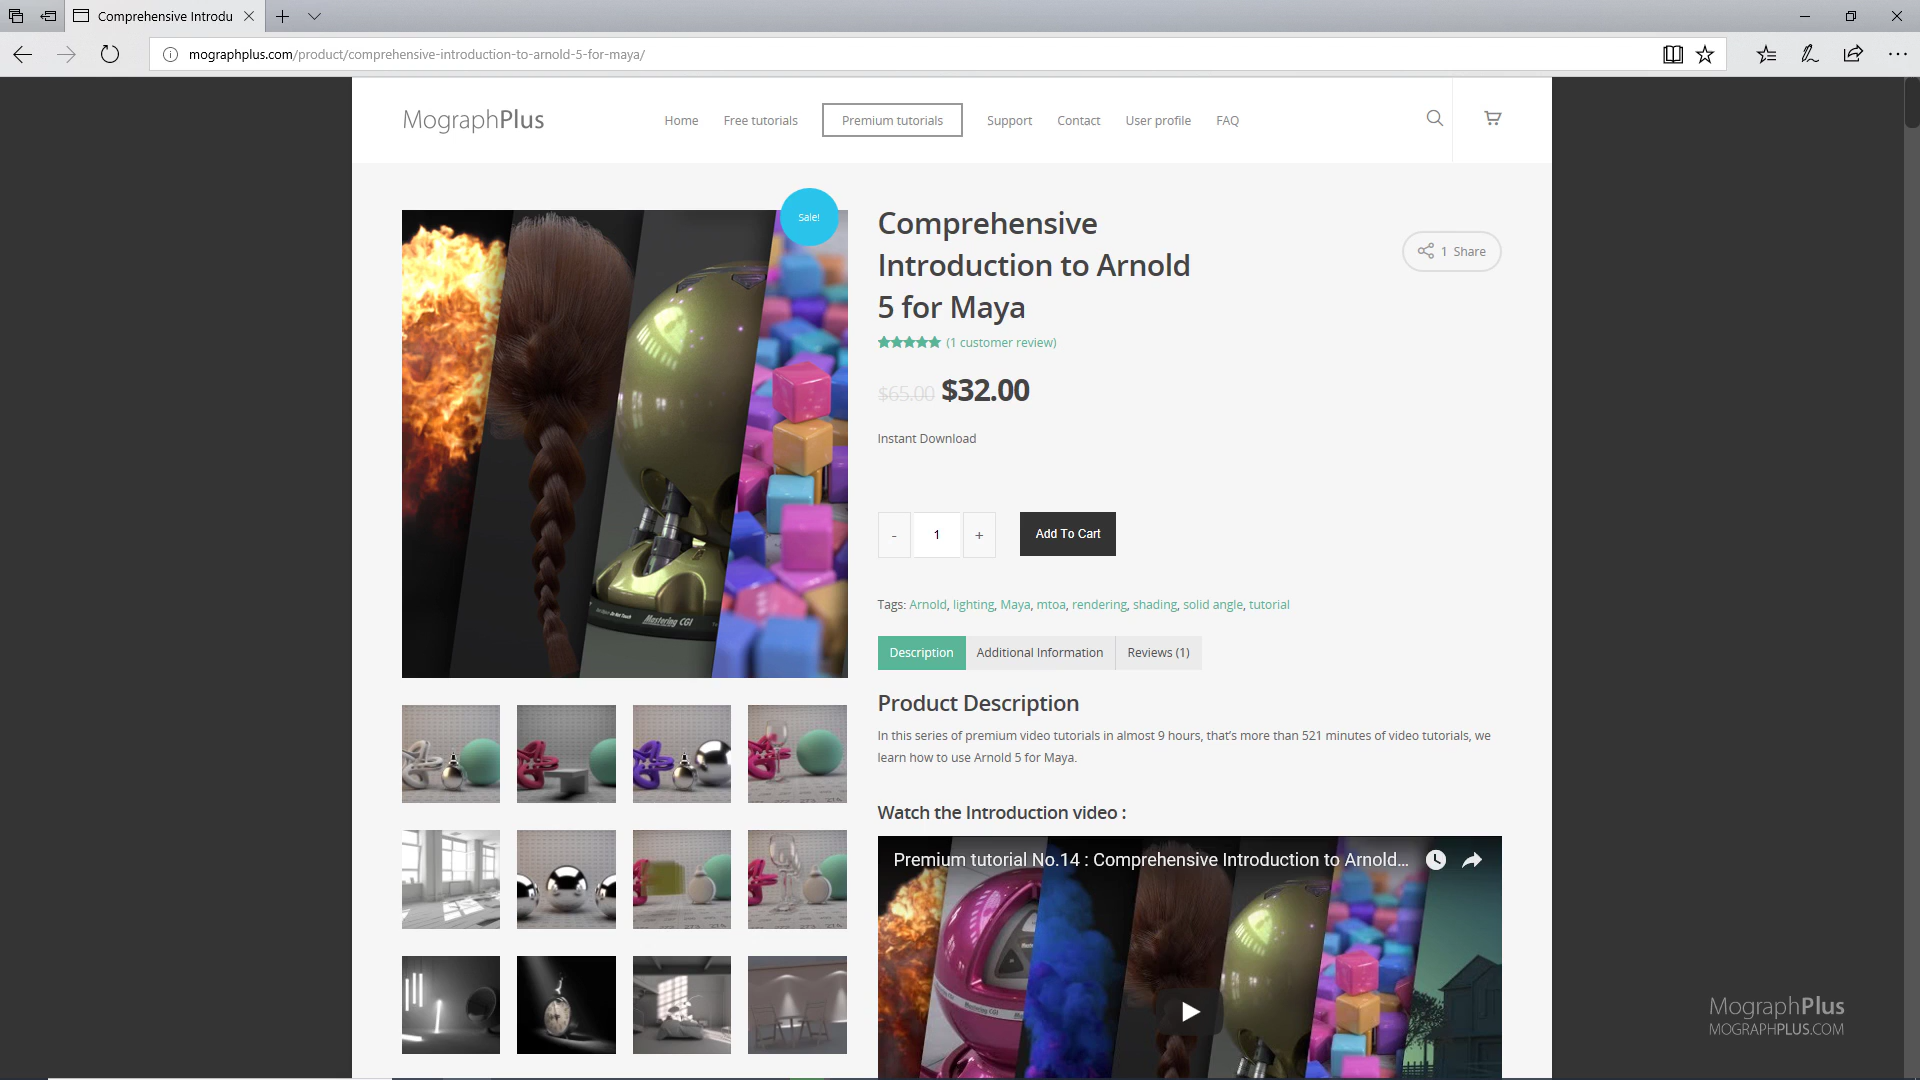 Comprehensive Introdu
mographplus.com/product/comprehensive-introduction-to-arnold-5-for-maya/
MographPlus
Home
Free tutorials
Premium tutorials
Support
Contact
User profile
FAQ
Sale!
Comprehensive
Introduction to Arnold
5 for Maya
1 Share
(1 customer review)
$65.00 $32.00
Instant Download
- 1 +
Add To Cart
Tags: Arnold, lighting, Maya, mtoa, rendering, shading, solid angle, tutorial
Description
Additional Information
Reviews (1)
Mastering CGI
Product Description
In this series of premium video tutorials in almost 9 hours, that's more than 521 minutes of video tutorials, we
learn how to use Arnold 5 for Maya.
Watch the Introduction video :
Premium tutorial No.14 : Comprehensive Introduction to Arnold...
Mastering CGI
MographPlus
MOGRAPHPLUS.COM